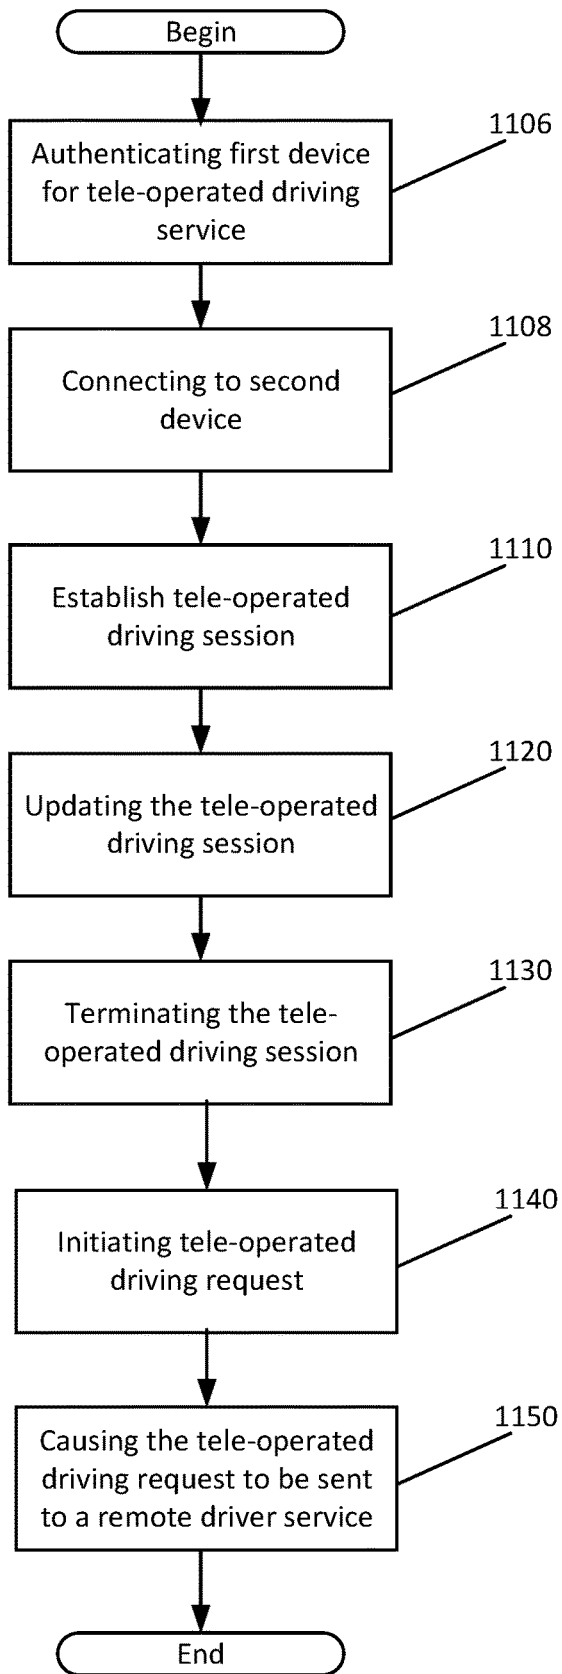 Begin
1106
Authenticating first device
for tele-operated driving
service
1108
Connecting to second
device
1110
Establish tele-operated
driving session
1120
Updating the tele-operated
driving session
1130
Terminating the tele-
operated driving session
1140
Initiating tele-operated
driving request
1150
Causing the tele-operated
driving request to be sent
to a remote driver service
End